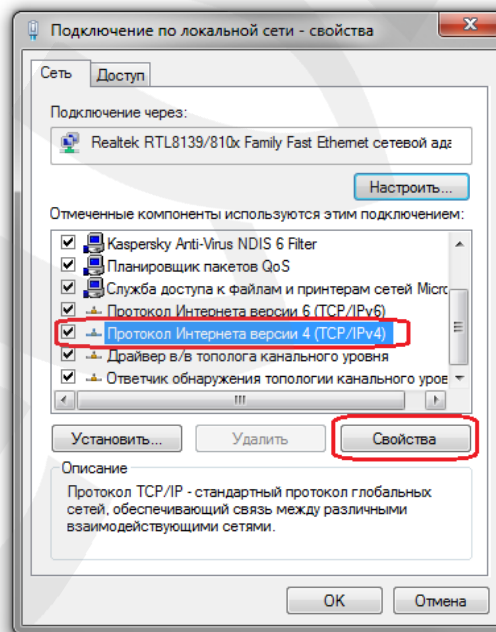 Подключение по локальной сети - свойства
Сеть
Доступ
Подключение через:
Realtek RTL8139/810x Family Fast Ethernet сетевой ада
Настроить...
Отмеченные компоненты используются этим подключением:
Kaspersky Anti-Virus NDIS 6 Filter
Планировщик пакетов QoS
Служба доступа к файлам и принтерам сетей Micro
Протокол Интернета версии 6 (TCP/IPv6)
Протокол Интернета версии 4 (TCP/IPv4)
Драйвер в/в тополога канального уровня
Ответчик обнаружения топологии канального уров
Установить...
Удалить
Свойства
Описание
Протокол TCP/IP - стандартный протокол глобальных
сетей, обеспечивающий связь между различными
взаимодействующими сетями.
OK
Отмена